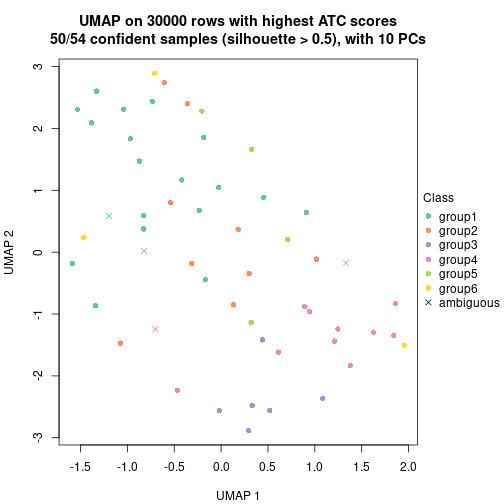 UMAP on 30000 rows with highest ATC scores
50/54 confident samples (silhouette > 0.5), with 10 PCs
3
2
1
0
-1
-2
-3
UMAP 2
-1.5 -1.0 -0.5 0.0 0.5 1.0 1.5 2.0
UMAP 1
Class
group1
group2
group3
group4
group5
group6
ambiguous